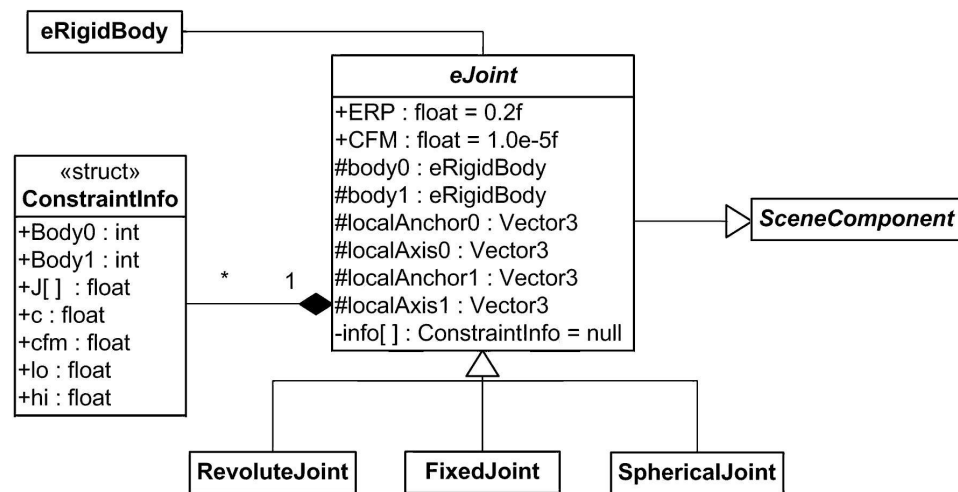 eRigidBody
eJoint
+ERP : float = 0.2f
+CFM : float = 1.0e-5f
#body0 : eRigidBody
#body1 : eRigidBody
#localAnchor0 : Vector3
#localAxis0 : Vector3
#localAnchor1 : Vector3
#localAxis1 : Vector3
-info[ ] : ConstraintInfo = null
«struct»
ConstraintInfo
+Body0 : int
+Body1 : int
+J[ ] : float
+c : float
+cfm : float
+lo : float
+hi : float
* 1
SceneComponent
RevoluteJoint
FixedJoint
SphericalJoint